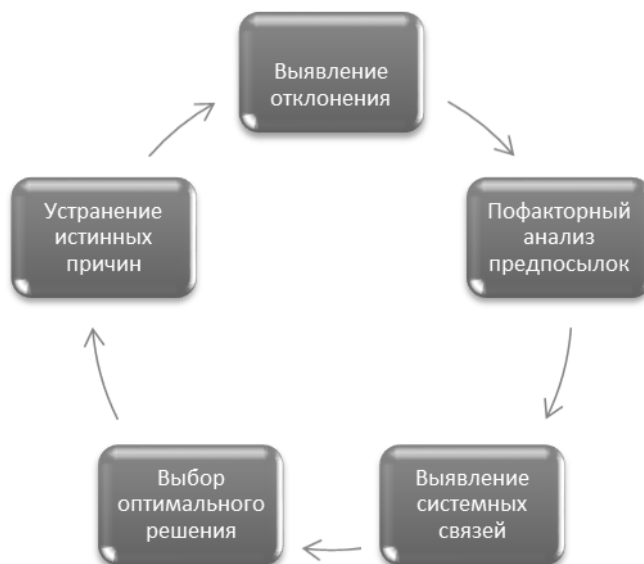 Выявление
отклонения
Пофакторный
анализ
предпосылок
Выявление
системных
связей
Выбор
оптимального
решения
Устранение
истинных
причин